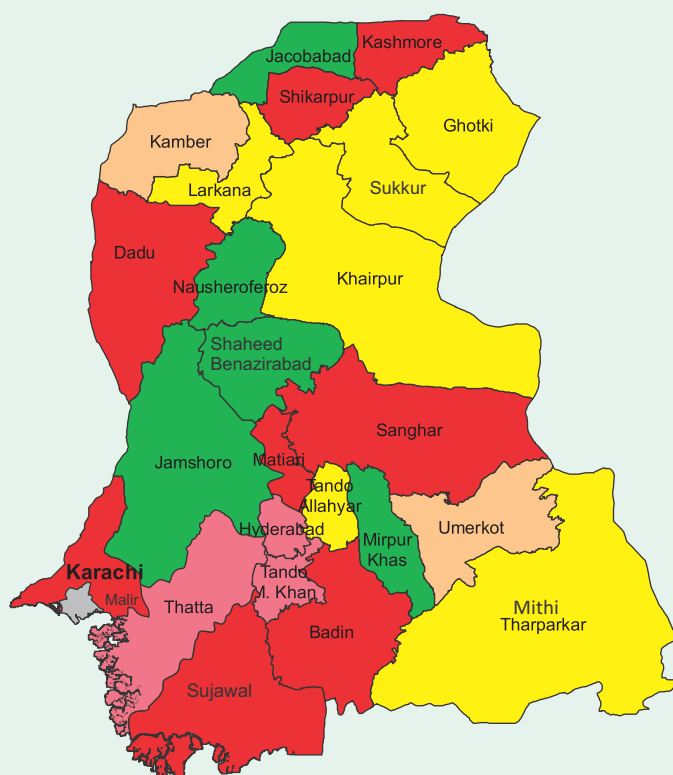 Kashmore
Jacobabad
Shikarpur
Ghotki
Kamber
Larkana
Sukkur
Dadu
Khairpur
Nausheroferoz
Shaheed
Benazirabad
Sanghar
Matiari
Jamshoro
Tando
Allahyar
Hyderabad
Umerkot
Mirpur
Khas
Karachi
Malir
Tando
M. Khan
Thatta
Mithi
Tharparkar
Badin
Sujawal